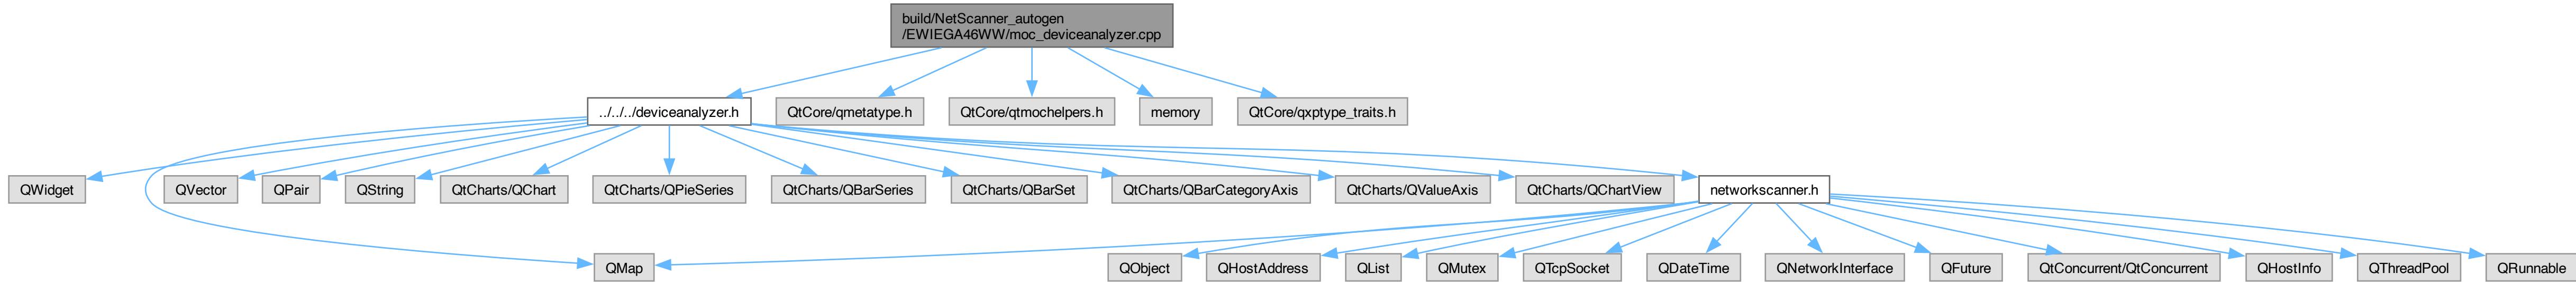 build/NetScanner_autogen
/EWIEGA46WW/moc_deviceanalyzer.cpp
../../../deviceanalyzer.h
QtCore/qmetatype.h
QtCore/qtmochelpers.h
memory
QtCore/qxptype_traits.h
QWidget
QVector
QPair
QString
QtCharts/QChart
QtCharts/QPieSeries
QtCharts/QBarSeries
QtCharts/QBarSet
QtCharts/QBarCategoryAxis
QtCharts/QValueAxis
QtCharts/QChartView
networkscanner.h
QMap
QObject
QHostAddress
QList
QMutex
QTcpSocket
QDateTime
QNetworkInterface
QFuture
QtConcurrent/QtConcurrent
QHostInfo
QThreadPool
QRunnable